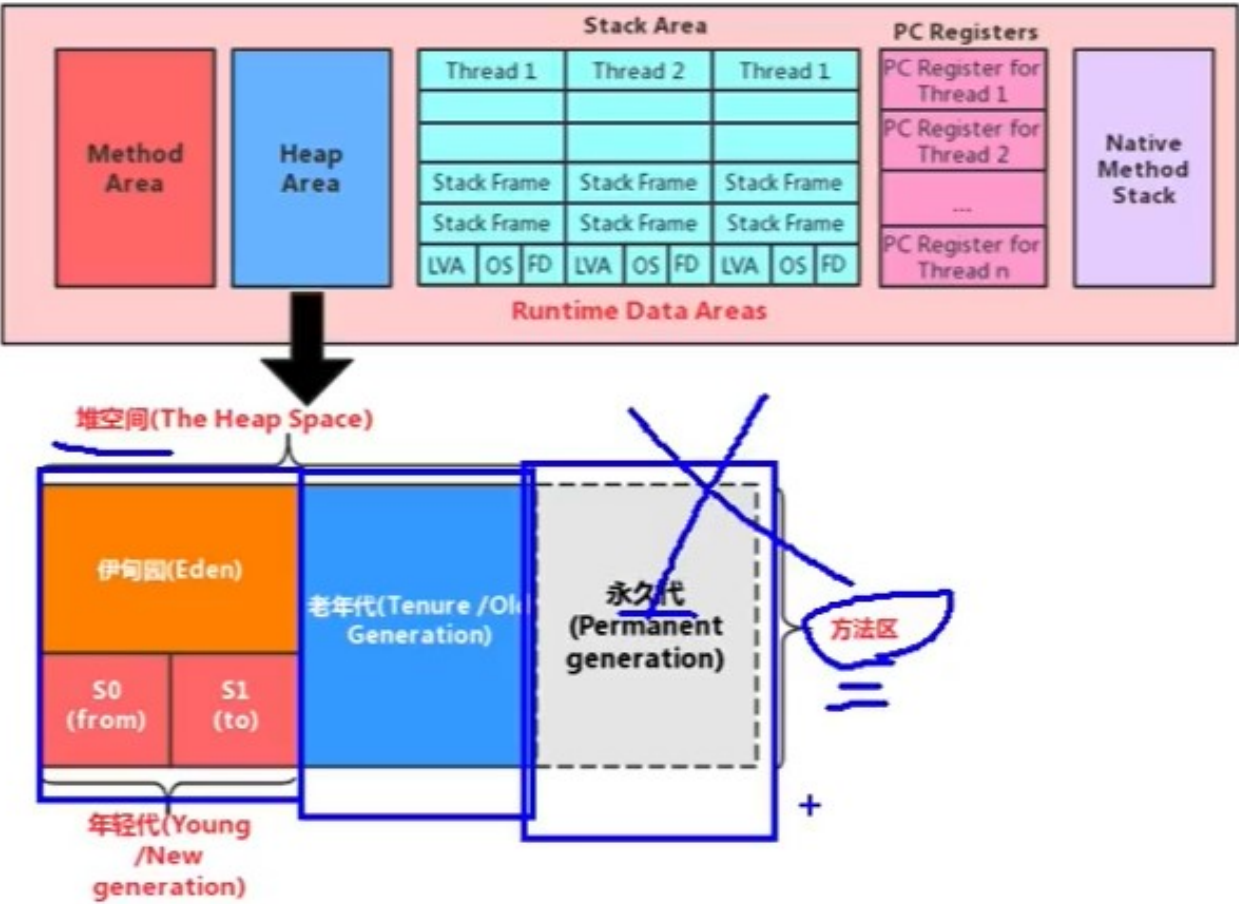 Stack Area
PC Registers
Method
Area
Heap
Area
Thread 1
Thread 2
Thread 1
Stack Frame
Stack Frame
Stack Frame
Stack Frame
Stack Frame
Stack Frame
LVA
OS
FD
LVA
OS
FD
LVA
OS
FD
PC Register for
Thread 1
PC Register for
Thread 2
...
PC Register for
Thread n
Native
Method
Stack
Runtime Data Areas
堆空间(The Heap Space)
伊甸园(Eden)
S0
(from)
S1
(to)
老年代(Tenure /Old
Generation)
永久代
(Permanent
generation)
方法区
年轻代(Young
/New
generation)
+